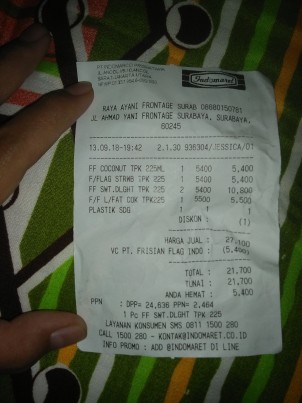 Indomaret
RAYA AYANI FRONTAGE SURAB 08880150781
JL AHMAD YANI FRONTAGE SURABAYA, SURABAYA,
60245
13.09.18-19:42 2.1.30 936304/JESSICA/01
FF COCONUT TPK 225ML 1 5400 5,400
F/FLAG STRWB TPK 225 1 5400 5,400
FF SWT.DLGHT TPK 225 2 5400 10,800
F/F L/FAT COK TPK225 1 5500 5,500
PLASTIK SDG 1 1 1
DISKON : (1)
HARGA JUAL : 27,100
VC PT. FRISIAN FLAG INDO : (5,400)
TOTAL : 21,700
TUNAI : 21,700
ANDA HEMAT : 5,400
PPN : DPP= 24,636 PPN= 2,464
1 Pc FF SWT.DLGHT TPK 225
LAYANAN KONSUMEN SMS 0811 1500 280
CALL 1500 280 - KONTAK@INDOMARET.CO.ID
INFO PROMO : ADD @INDOMARET DI LINE